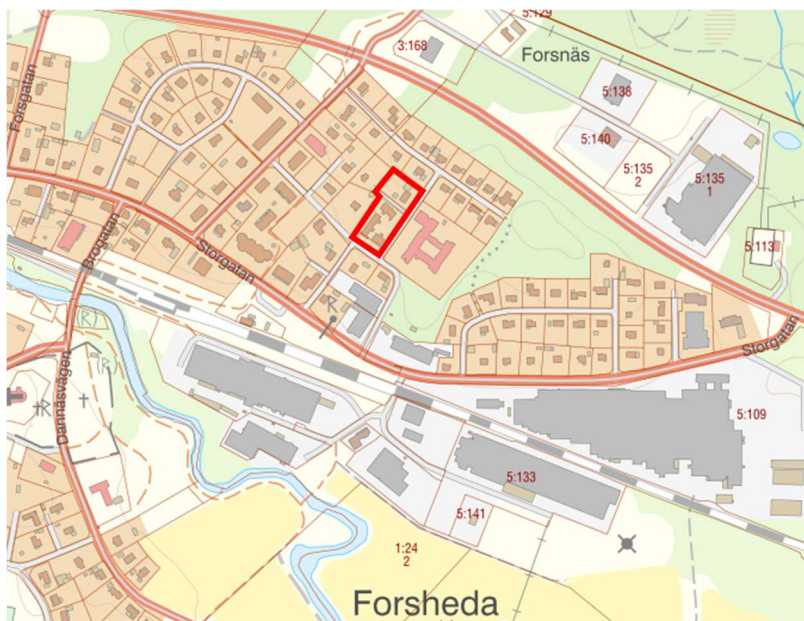 5:129
3:168
Forsnäs
Forsgatan
5:138
5:140
5:135
2
5:135
1
Brogatan
Storgatan
5:113
R
(R)
(R)
Storgatan
Dannäsvägen
R
5:109
5:133
5:141
1:24
2
Forsheda